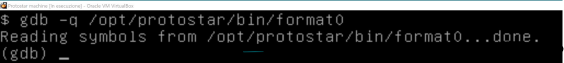 Protostar machine [In esecuzione] - Oracle VM VirtualBox
$ gdb -q /opt/protostar/bin/format0
Reading symbols from /opt/protostar/bin/format0...done.
(gdb) _